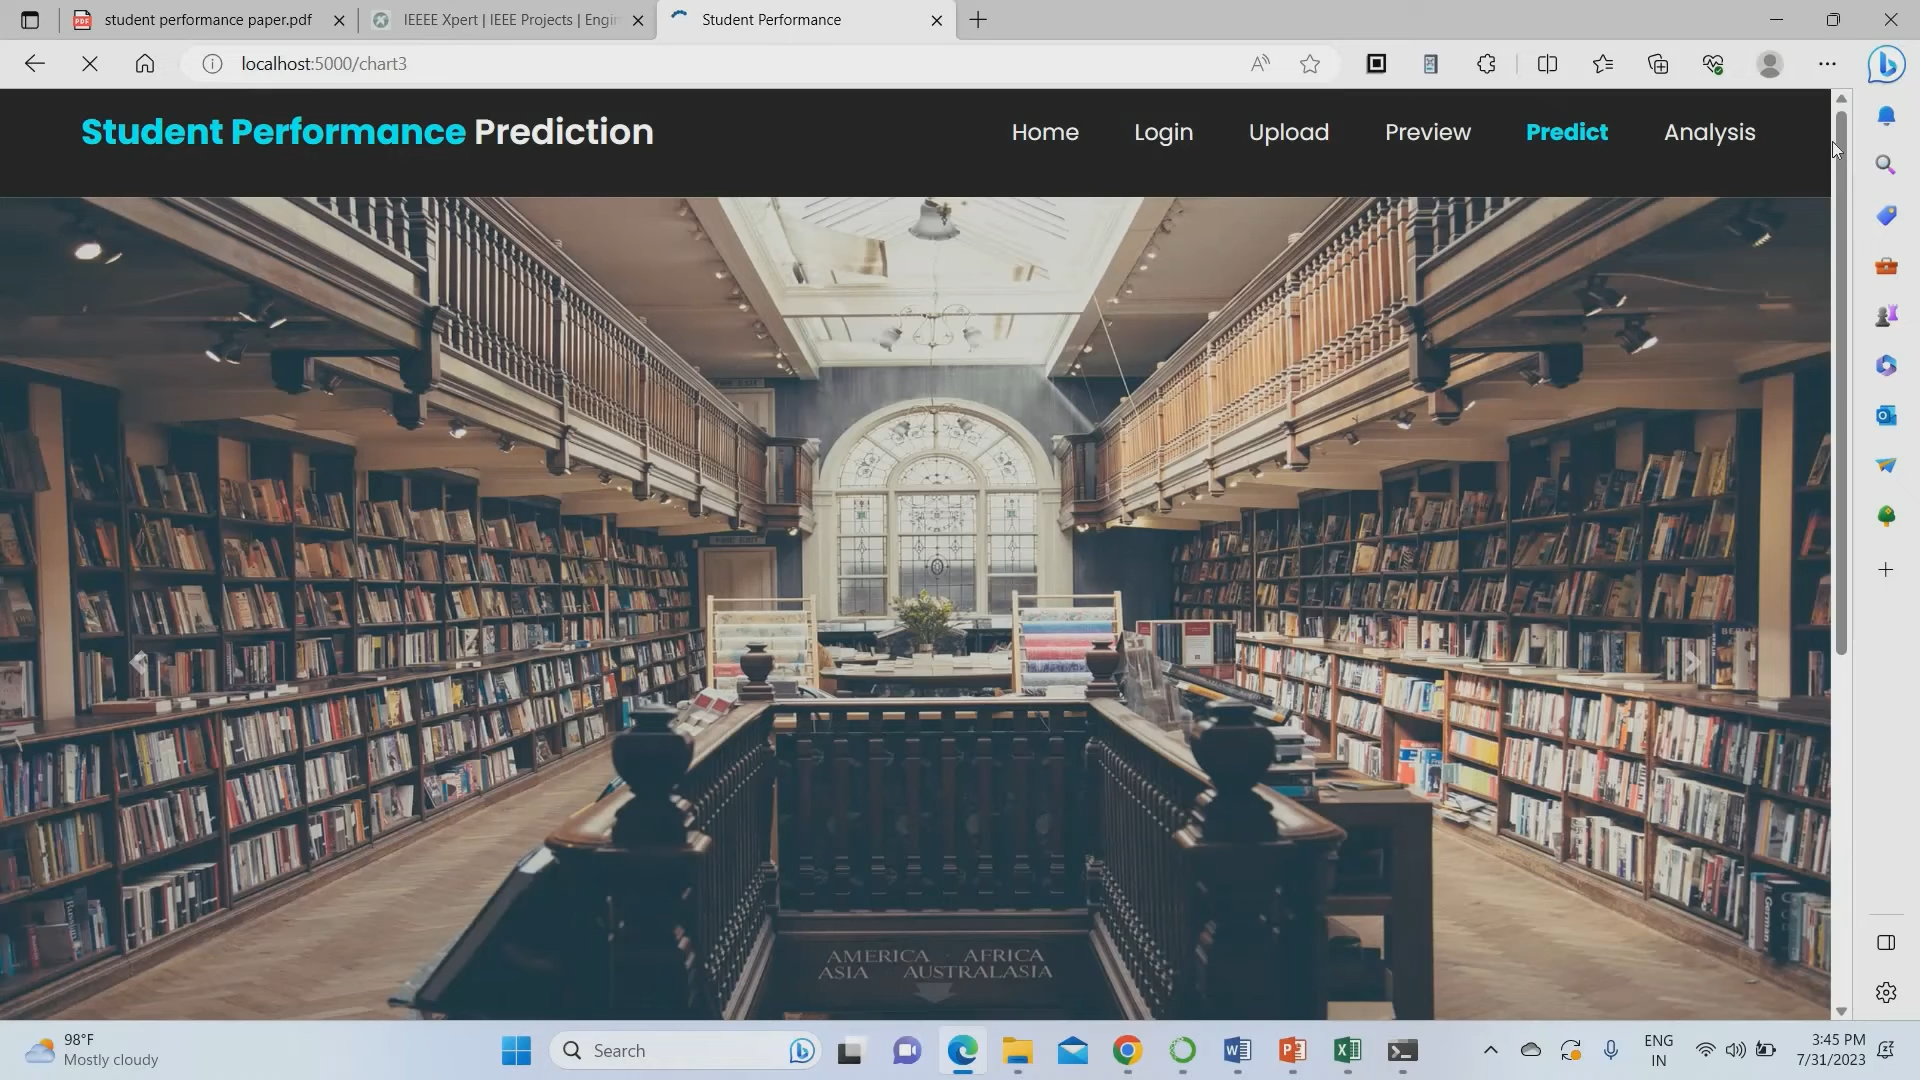 student performance paper.pdf
IEEEE Xpert | IEEE Projects | Engin
Student Performance
localhost:5000/chart3
Student Performance Prediction
Home
Login
Upload
Preview
Predict
Analysis
AMERICA AFRICA
ASIA AUSTRALASIA
98°F
Mostly cloudy
Search
ENG
IN
3:45 PM
7/31/2023